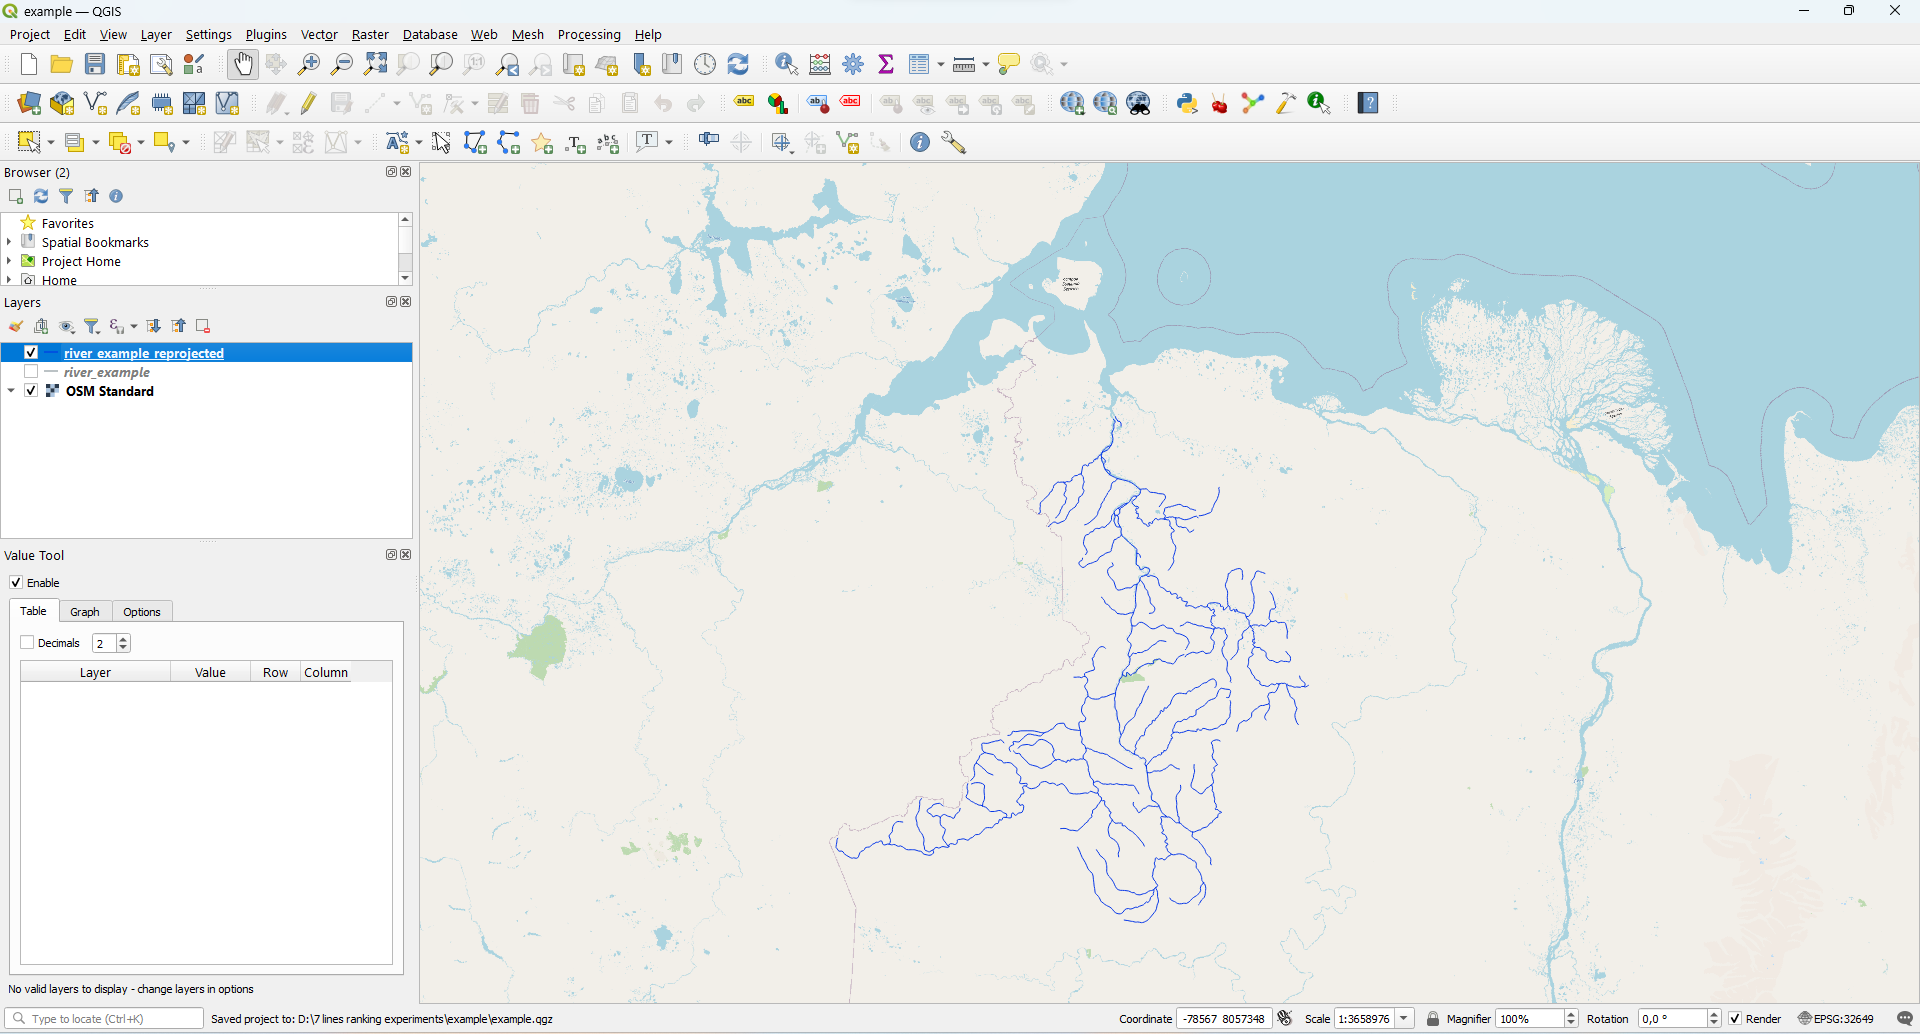 example — QGIS
Project Edit View Layer Settings Plugins Vector Raster Database Web Mesh Processing Help
Browser (2)
Favorites
Spatial Bookmarks
Project Home
Home
Layers
river example reprojected
river_example
OSM Standard
Value Tool
Enable
Table Graph Options
Decimals 2
Layer Value Row Column
No valid layers to display - change layers in options
Type to locate (Ctrl+K) Saved project to: D:\7 lines ranking experiments\example\example.qgz Coordinate -78567 8057348 Scale 1:3658976 Magnifier 100% Rotation 0,0 ° Render EPSG:32649